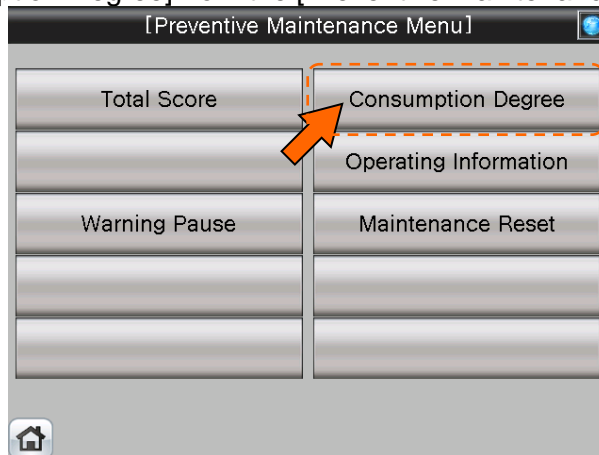 [Preventive Maintenance Menu]
Total Score
Consumption Degree
Operating Information
Warning Pause
Maintenance Reset